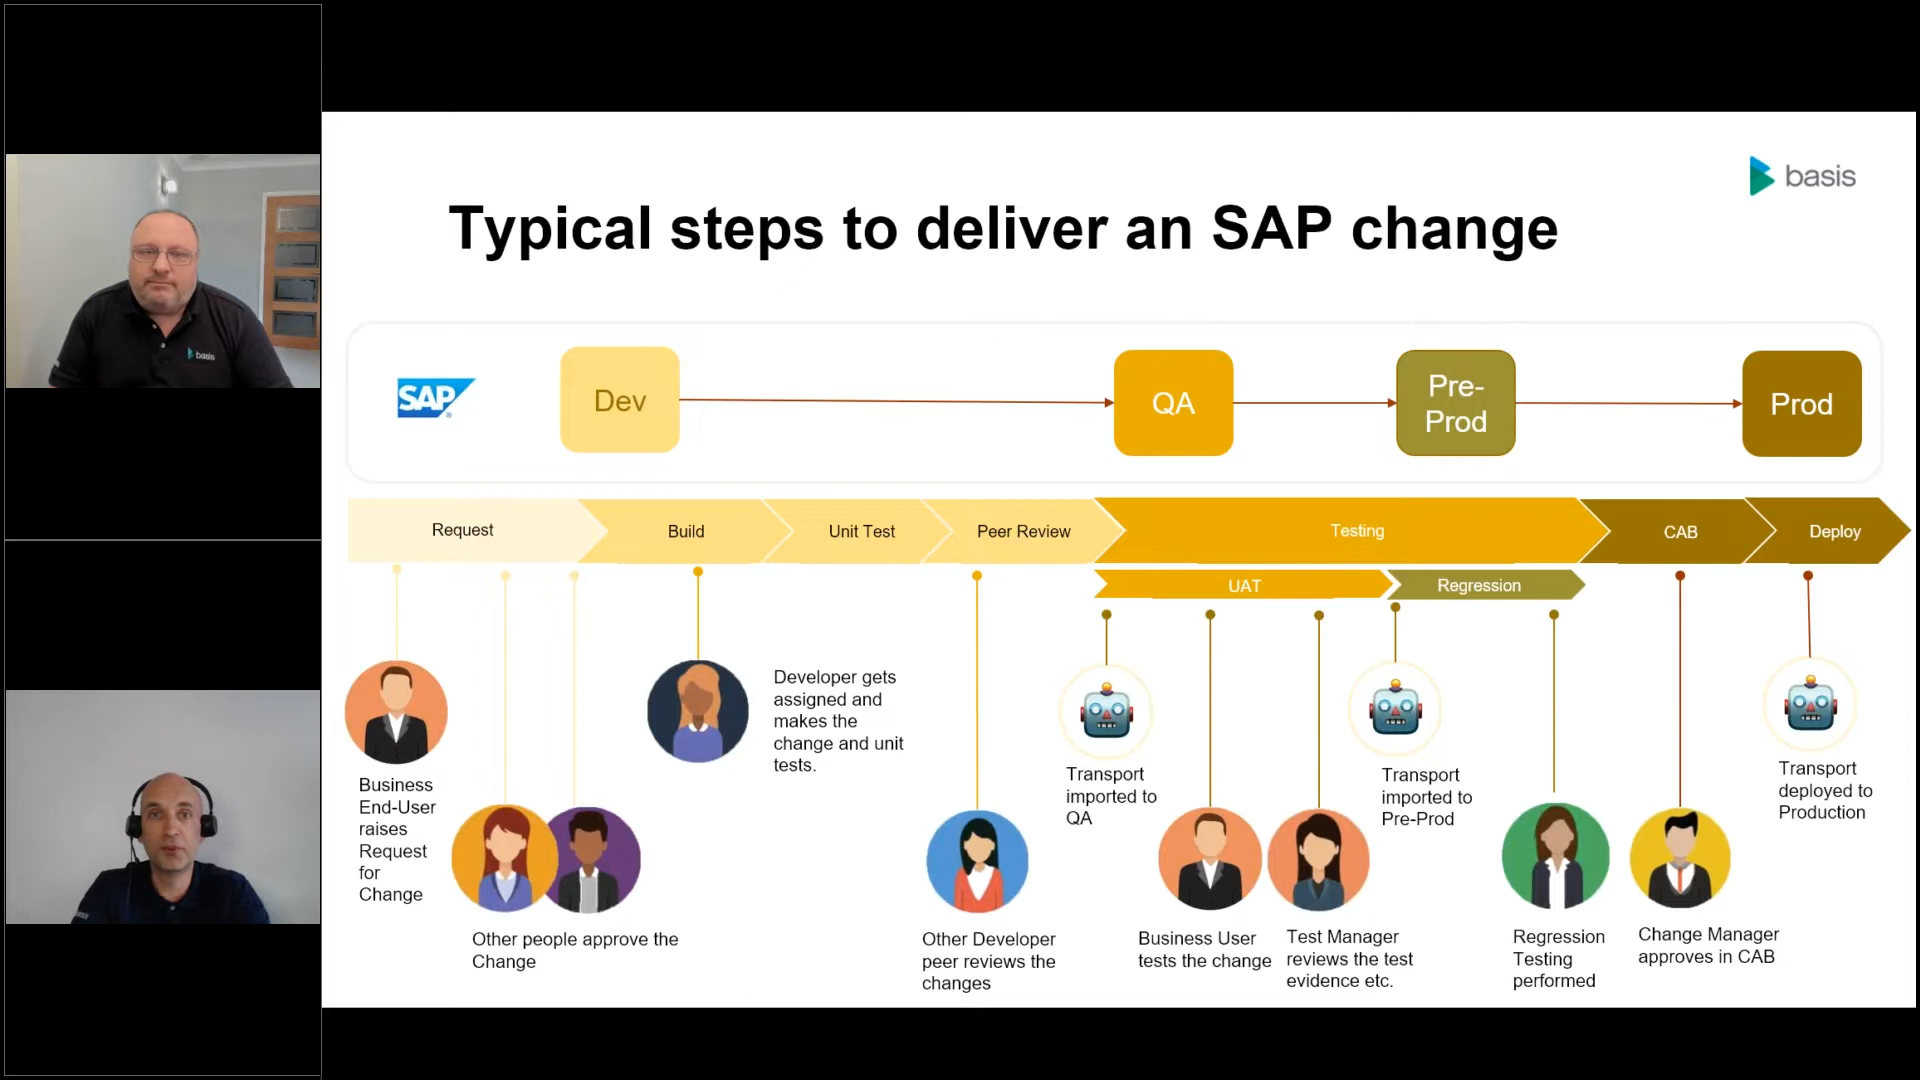 basis
Typical steps to deliver an SAP change
SAP
Dev
QA
Pre-
Prod
Prod
Request
Build
Unit Test
Peer Review
Testing
CAB
Deploy
UAT
Regression
Business
End-User
raises
Request
for
Change
Other people approve the
Change
Developer gets
assigned and
makes the
change and unit
tests.
Other Developer
peer reviews the
changes
Transport
imported to
QA
Business User
tests the change
Test Manager
reviews the test
evidence etc.
Transport
imported to
Pre-Prod
Regression
Testing
performed
Change Manager
approves in CAB
Transport
deployed to
Production
basis